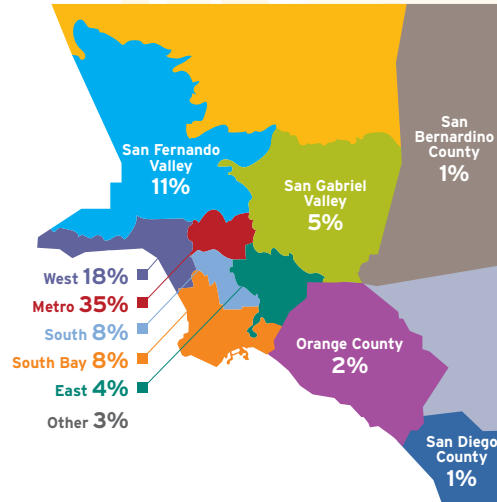 San
Bernardino
County
1%
San Fernando
Valley
11%
San Gabriel
Valley
5%
West 18%
Metro 35%
South 8%
South Bay 8%
East 4%
Other 3%
Orange County
2%
San Diego
County
1%